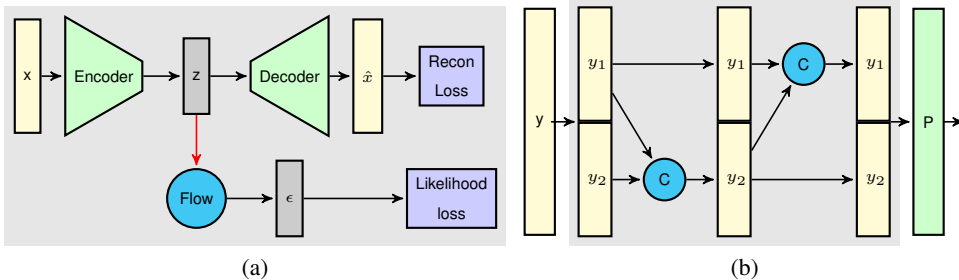 x
Encoder
z
Decoder
x̂
Recon
Loss
Flow
ϵ
Likelihood
loss
(a)
y
y₁
y₂
C
y₁
y₂
C
y₁
y₂
P
(b)